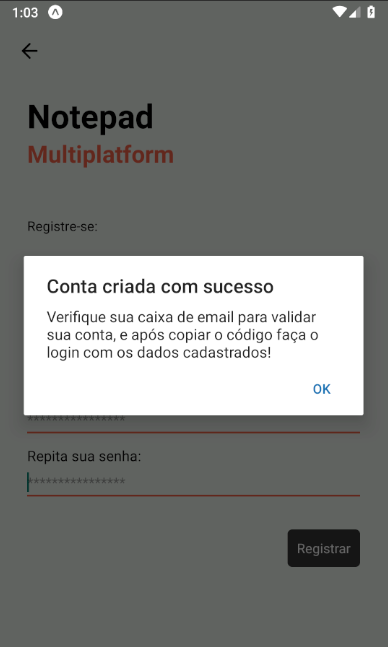 1:03
Notepad
Multiplatform
Registre-se:
Conta criada com sucesso
Verifique sua caixa de email para validar
sua conta, e após copiar o código faça o
login com os dados cadastrados!
OK
****************
Repita sua senha:
****************
Registrar